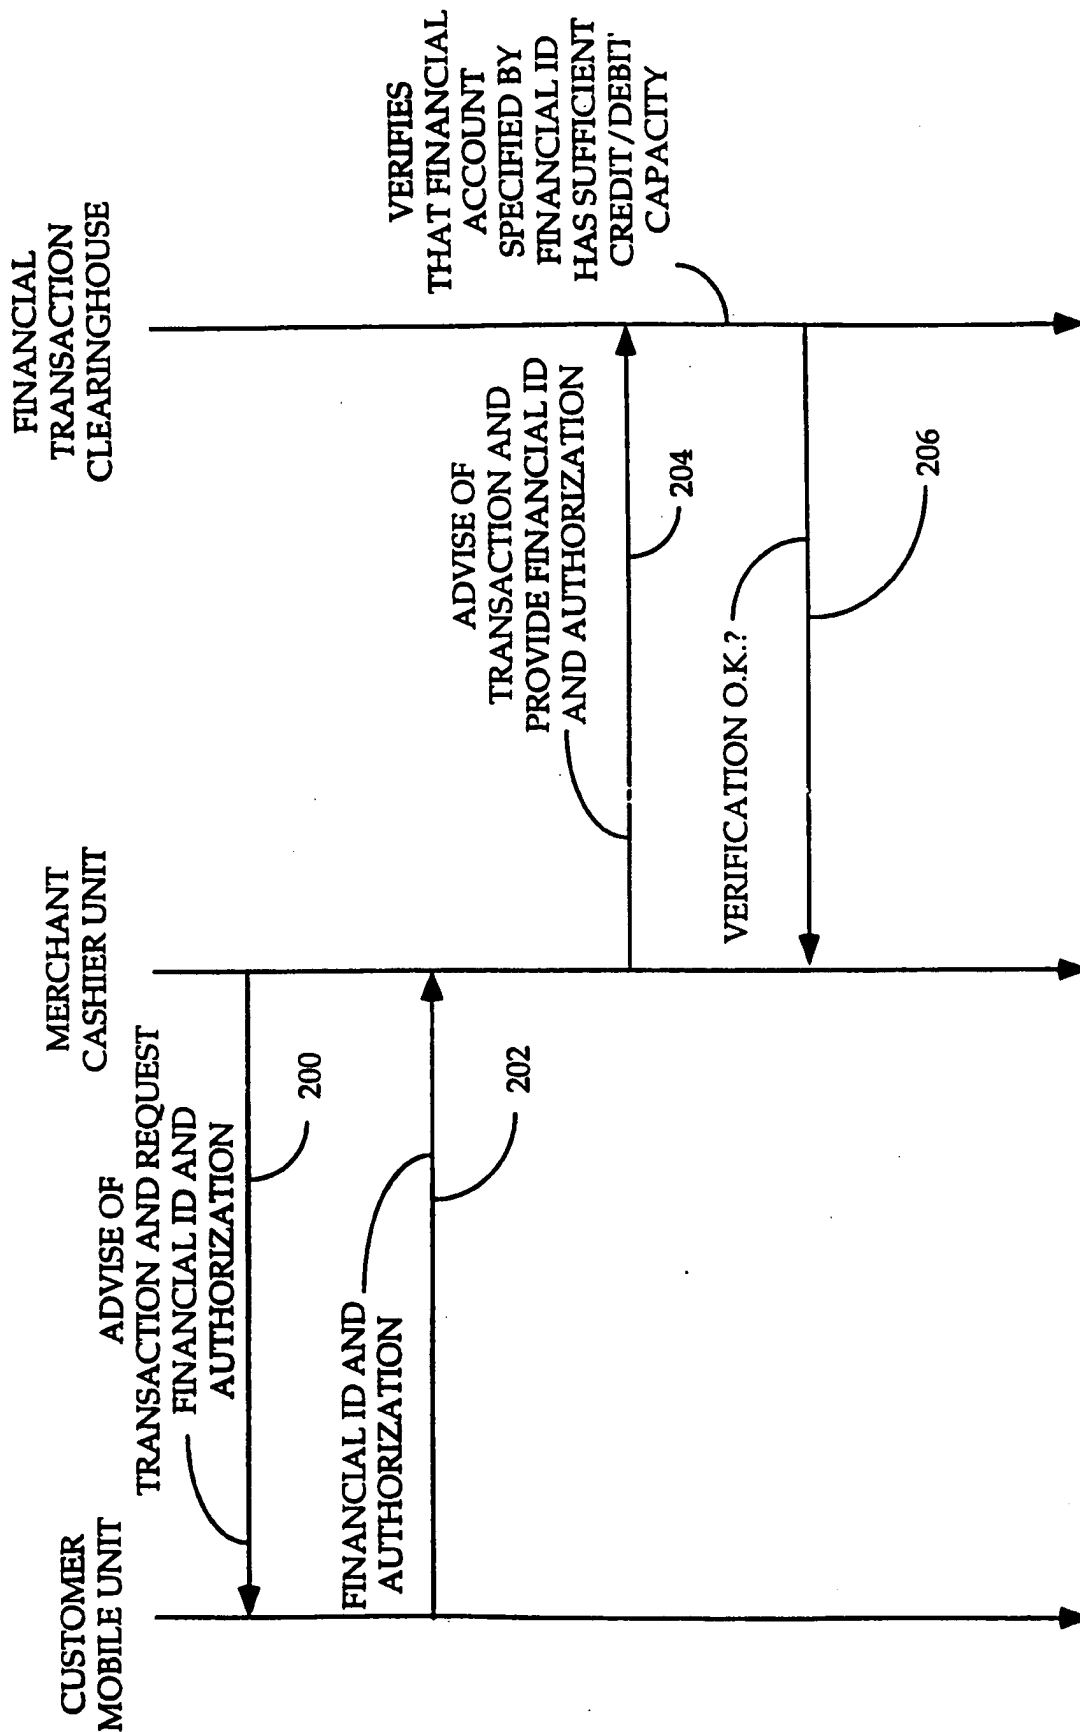 CUSTOMER
MOBILE UNIT
MERCHANT
CASHIER UNIT
FINANCIAL
TRANSACTION
CLEARINGHOUSE
ADVISE OF
TRANSACTION AND REQUEST
FINANCIAL ID AND
AUTHORIZATION
200
FINANCIAL ID AND
AUTHORIZATION
202
ADVISE OF
TRANSACTION AND
PROVIDE FINANCIAL ID
AND AUTHORIZATION
204
VERIFIES
THAT FINANCIAL
ACCOUNT
SPECIFIED BY
FINANCIAL ID
HAS SUFFICIENT
CREDIT/DEBIT
CAPACITY
VERIFICATION O.K.?
206